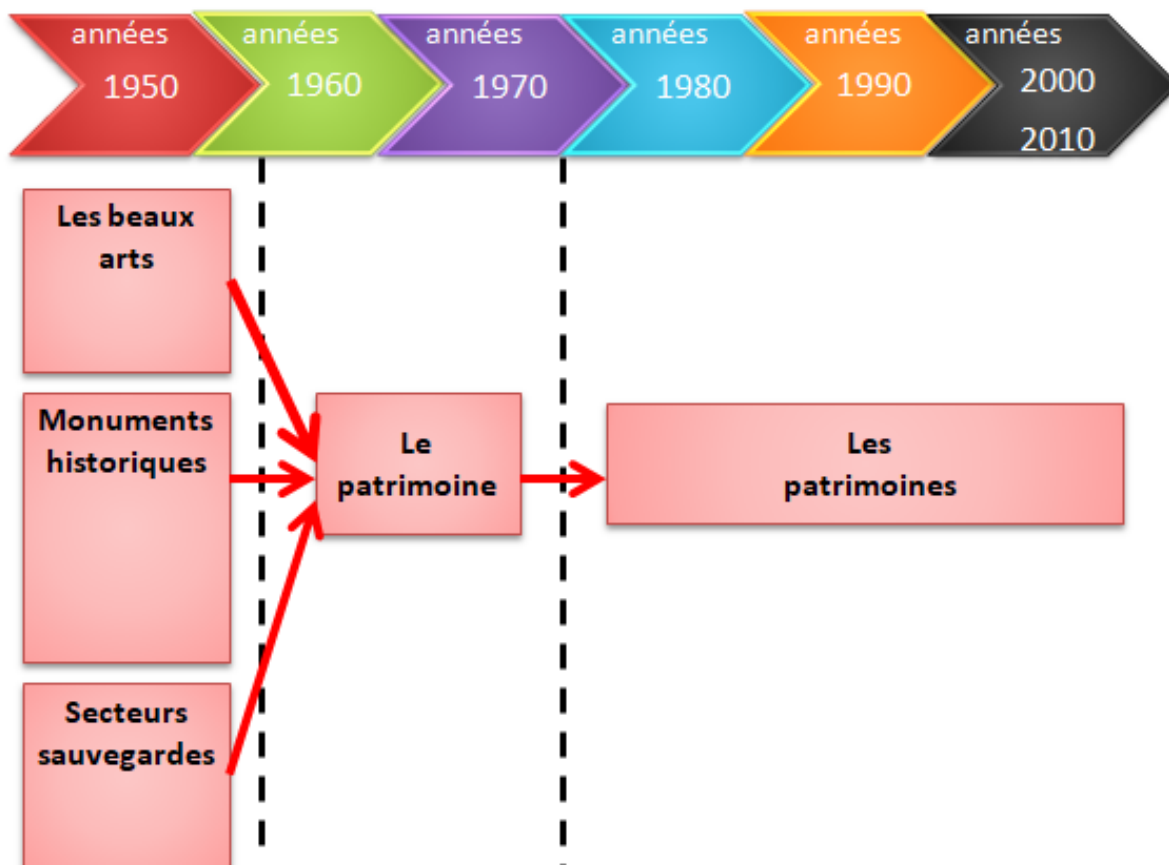 années
1950
années
1960
années
1970
années
1980
années
1990
années
2000
2010
Les beaux
arts
Monuments
historiques
Secteurs
sauvegardes
Le
patrimoine
Les
patrimoines